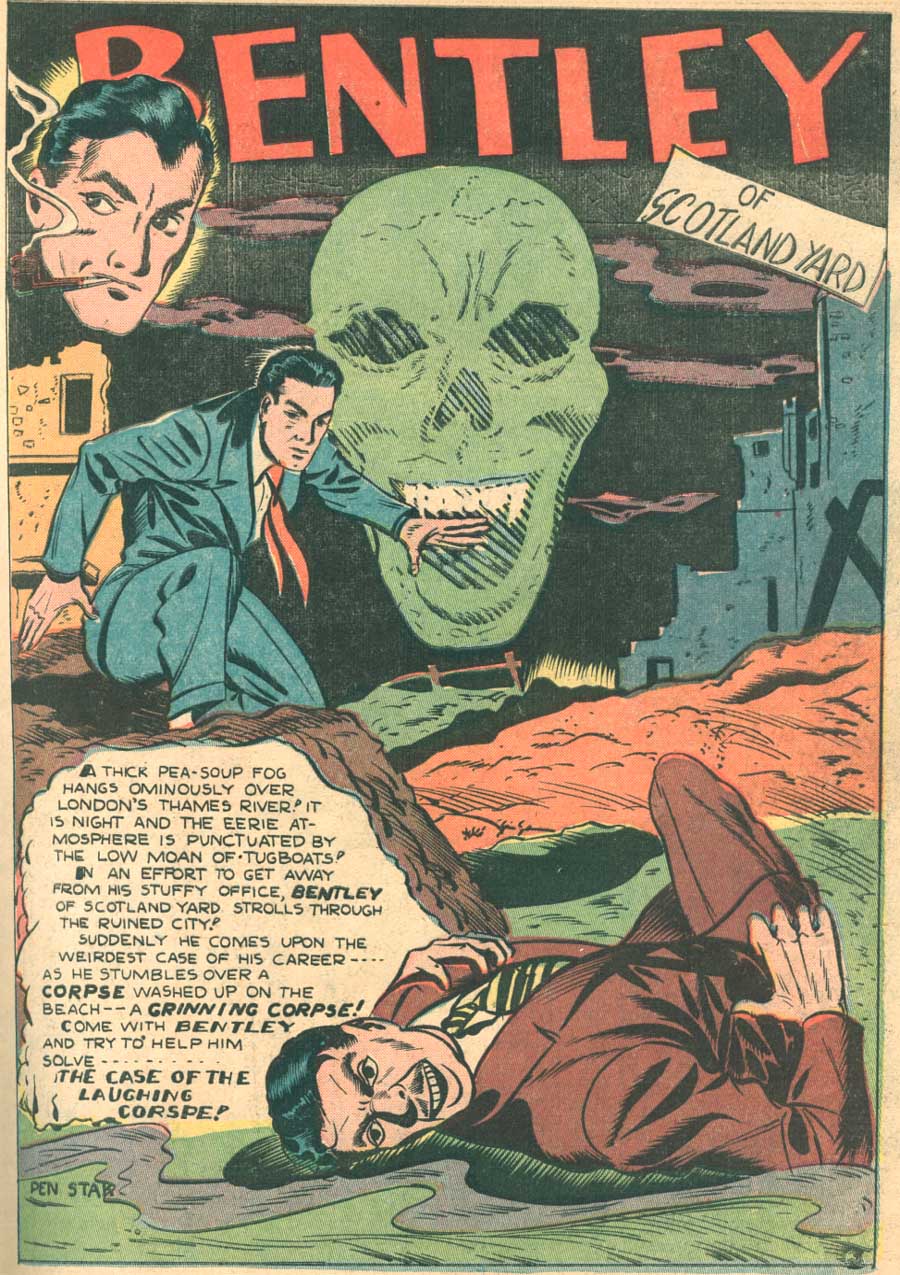 BENTLEY
OF
SCOTLAND YARD
A THICK PEA-SOUP FOG
HANGS OMINOUSLY OVER
LONDON'S THAMES RIVER! IT
IS NIGHT AND THE EERIE AT-
MOSPHERE IS PUNCTUATED BY
THE LOW MOAN OF TUGBOATS!
IN AN EFFORT TO GET AWAY
FROM HIS STUFFY OFFICE, BENTLEY
OF SCOTLAND YARD STROLLS THROUGH
THE RUINED CITY!
SUDDENLY HE COMES UPON THE
WEIRDEST CASE OF HIS CAREER----
AS HE STUMBLES OVER A
CORPSE WASHED UP ON THE
BEACH--A GRINNING CORPSE!
COME WITH BENTLEY
AND TRY TO HELP HIM
SOLVE ----------
THE CASE OF THE
LAUGHING
CORSPE!
PEN STAR